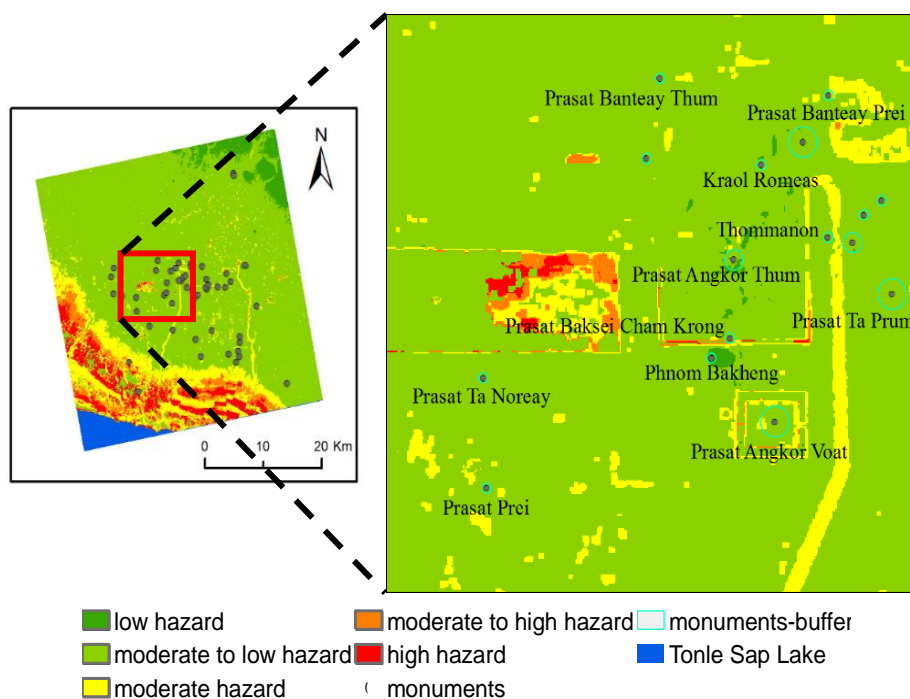 N
0 10 20 Km
Prasat Banteay Thum
Prasat Banteay Prei
Kraol Romeas
Thommanon
Prasat Angkor Thum
Prasat Baksei Cham Krong
Prasat Ta Prum
Phnom Bakheng
Prasat Ta Noreay
Prasat Angkor Voat
Prasat Prei
low hazard
moderate to high hazard
monuments-buffer
moderate to low hazard
high hazard
Tonle Sap Lake
moderate hazard
monuments